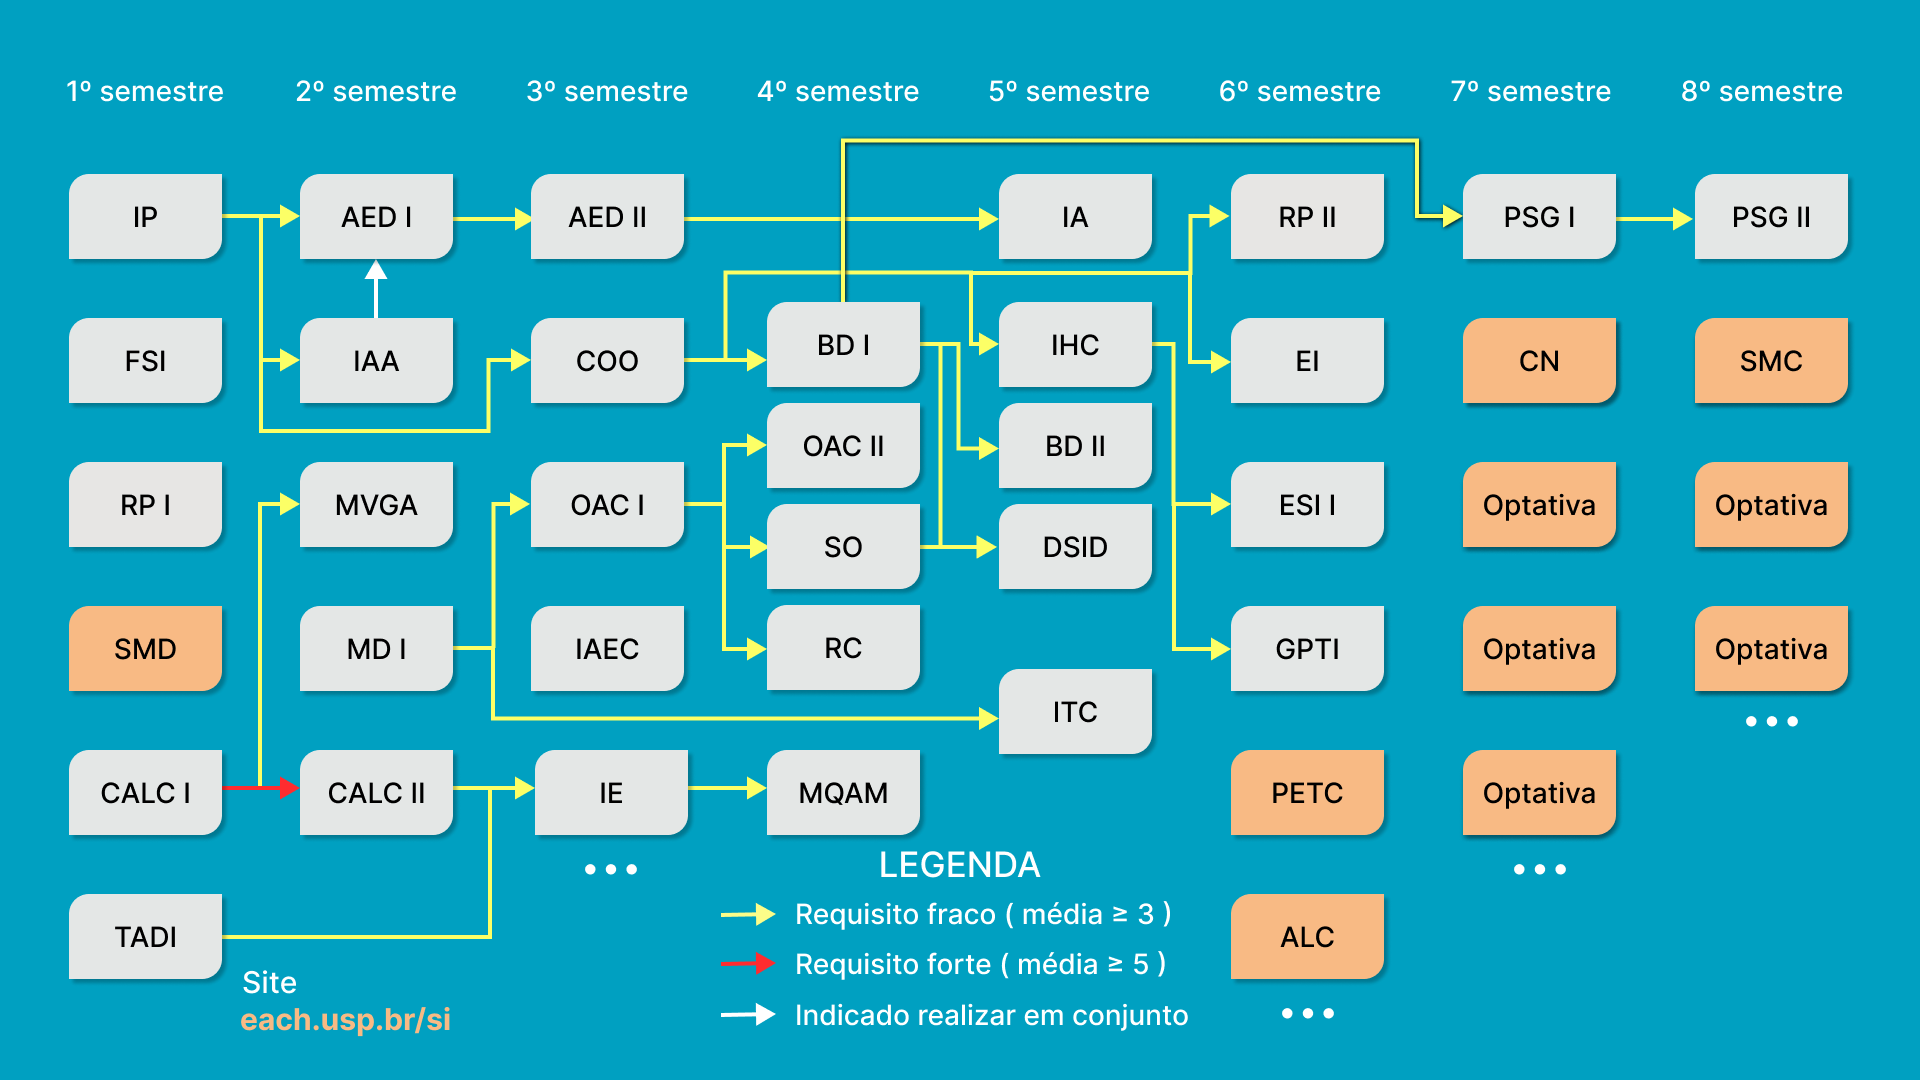 1º semestre
2º semestre
3º semestre
4º semestre
5º semestre
6º semestre
7º semestre
8º semestre
IP
AED I
AED II
IA
RP II
PSG I
PSG II
FSI
IAA
COO
BD I
IHC
EI
CN
SMC
OAC II
BD II
RP I
MVGA
OAC I
SO
DSID
ESI I
Optativa
Optativa
SMD
MD I
IAEC
RC
GPTI
Optativa
Optativa
ITC
CALC I
CALC II
IE
MQAM
PETC
Optativa
TADI
ALC
LEGENDA
Requisito fraco ( média ≥ 3 )
Requisito forte ( média ≥ 5 )
Indicado realizar em conjunto
Site
each.usp.br/si